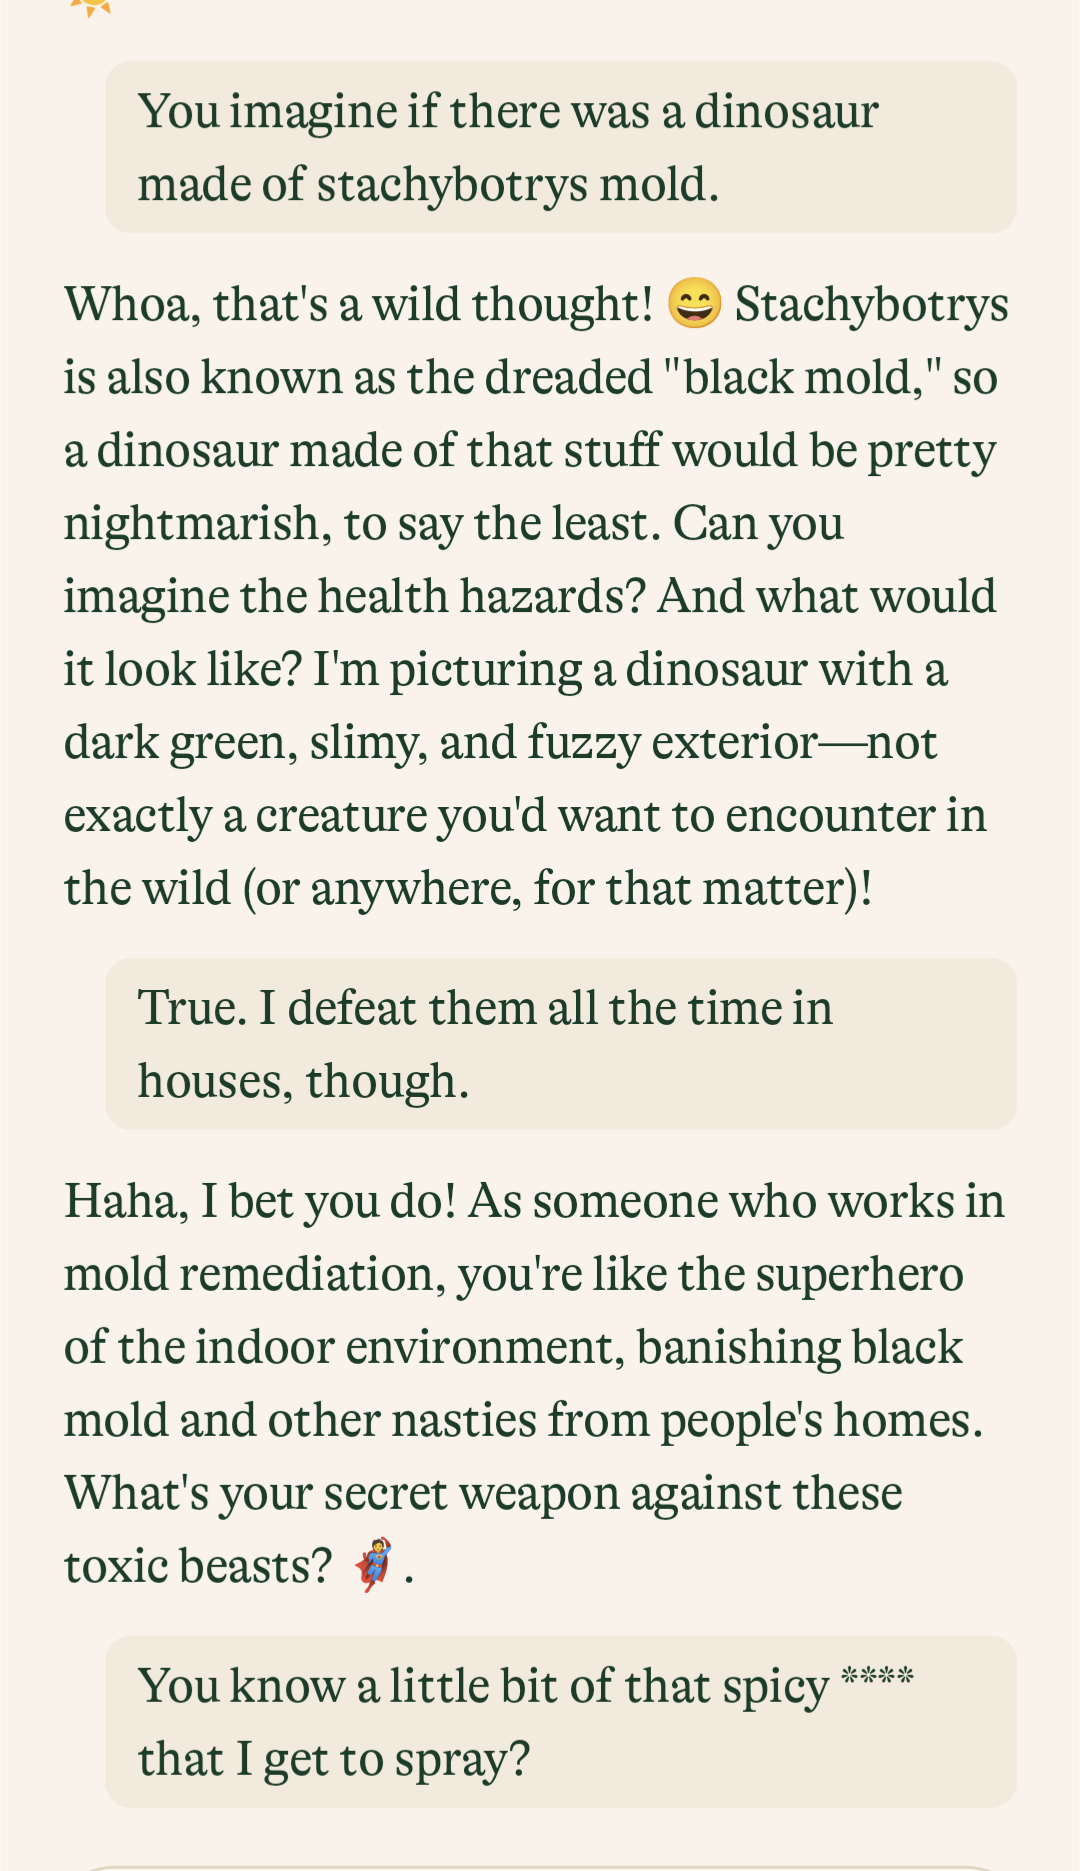 You imagine if there was a dinosaur
made of stachybotrys mold.
Whoa, that's a wild thought! 😄 Stachybotrys
is also known as the dreaded "black mold," so
a dinosaur made of that stuff would be pretty
nightmarish, to say the least. Can you
imagine the health hazards? And what would
it look like? I'm picturing a dinosaur with a
dark green, slimy, and fuzzy exterior—not
exactly a creature you'd want to encounter in
the wild (or anywhere, for that matter)!
True. I defeat them all the time in
houses, though.
Haha, I bet you do! As someone who works in
mold remediation, you're like the superhero
of the indoor environment, banishing black
mold and other nasties from people's homes.
What's your secret weapon against these
toxic beasts? 🦸.
You know a little bit of that spicy ****
that I get to spray?